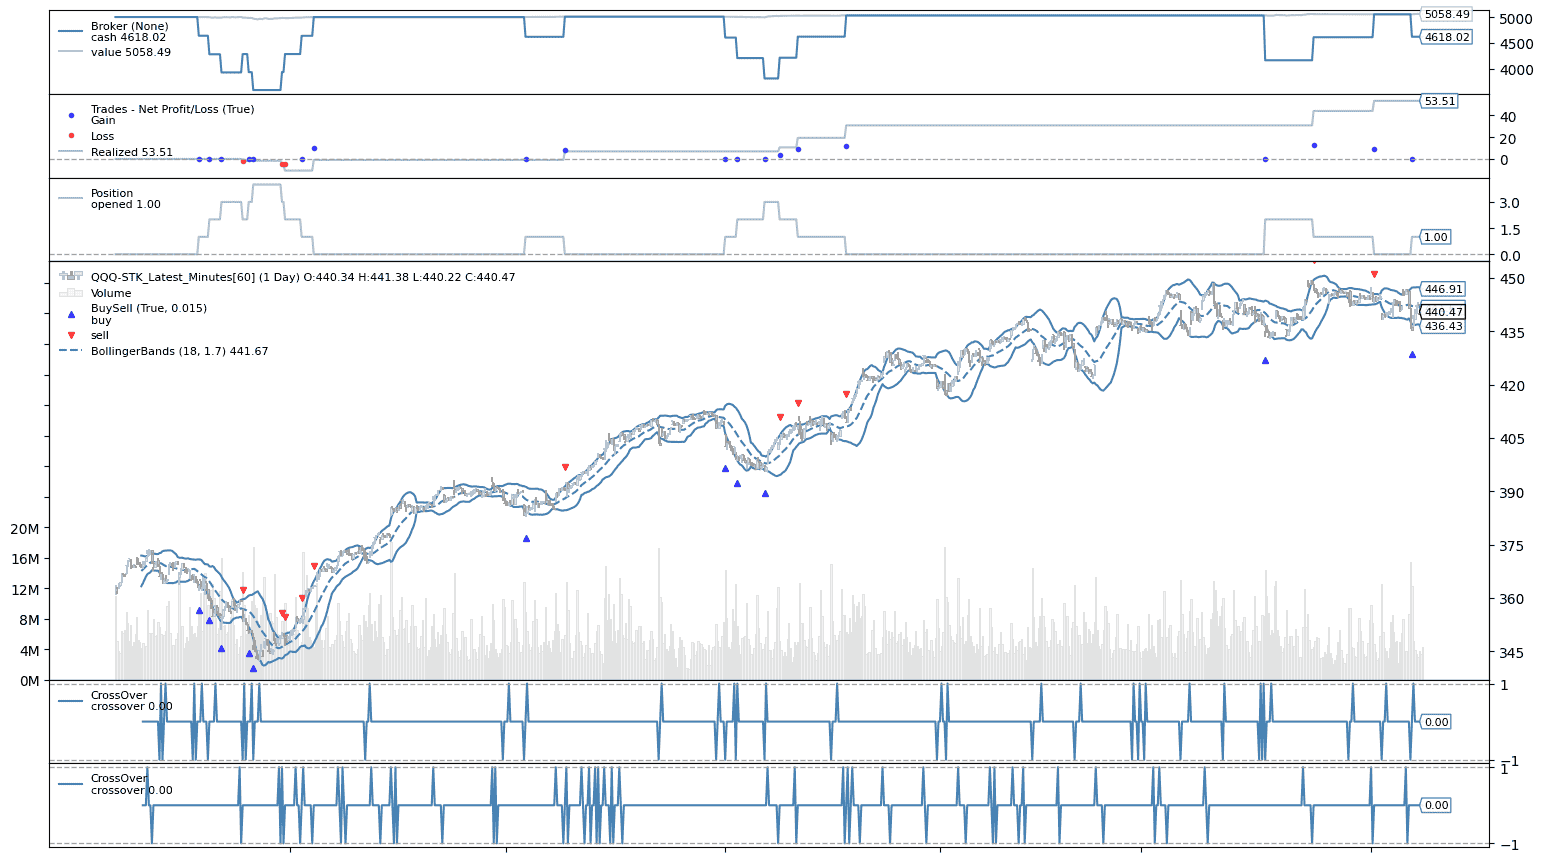 Broker (None)
cash 4618.02
value 5058.49
5058.49
5000
4618.02
4500
4000
Trades - Net Profit/Loss (True)
Gain
Loss
Realized 53.51
53.51
40
20
0
Position
opened 1.00
3.0
1.5
1.00
0.0
QQQ-STK_Latest_Minutes[60] (1 Day) O:440.34 H:441.38 L:440.22 C:440.47
Volume
BuySell (True, 0.015)
buy
sell
BollingerBands (18, 1.7) 441.67
450
446.91
440.47
436.43
435
420
405
390
375
360
345
20M
16M
12M
8M
4M
0M
CrossOver
crossover 0.00
1
0.00
−1
CrossOver
crossover 0.00
1
0.00
−1